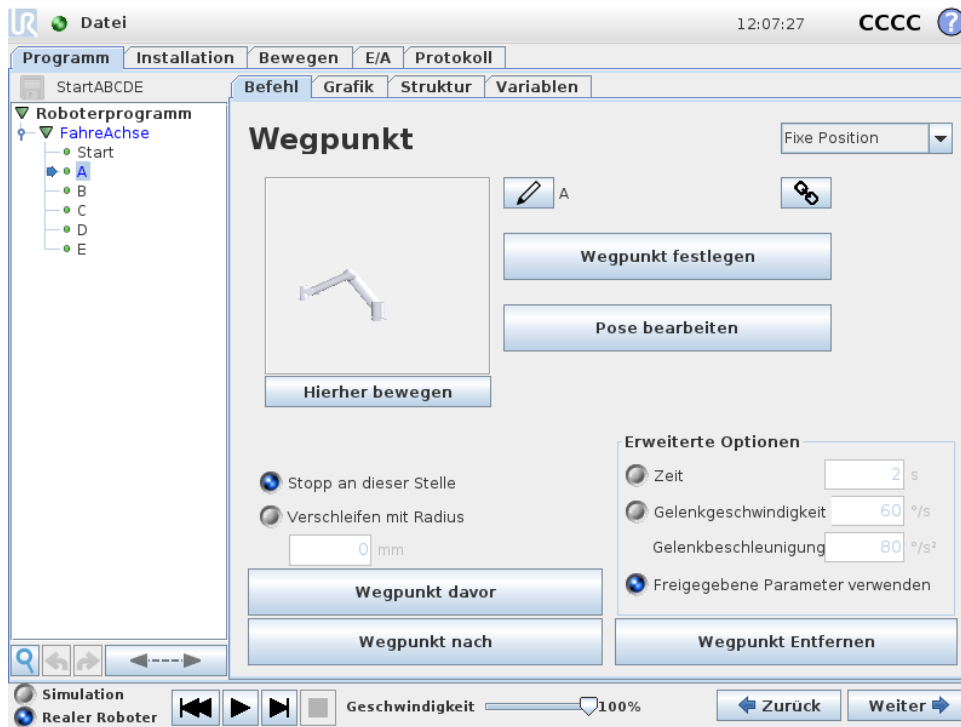 UR Datei 12:07:27 CCCC ?
Programm Installation Bewegen E/A Protokoll
StartABCDE Befehl Grafik Struktur Variablen
Roboterprogramm
FahreAchse
Start
A
B
C
D
E
Wegpunkt Fixe Position
A
Wegpunkt festlegen
Pose bearbeiten
Hierher bewegen
Stopp an dieser Stelle
Verschleifen mit Radius
0 mm
Erweiterte Optionen
Zeit 2 s
Gelenkgeschwindigkeit 60 °/s
Gelenkbeschleunigung 80 °/s²
Freigegebene Parameter verwenden
Wegpunkt davor
Wegpunkt nach Wegpunkt Entfernen
Simulation
Realer Roboter
Geschwindigkeit 100% Zurück Weiter